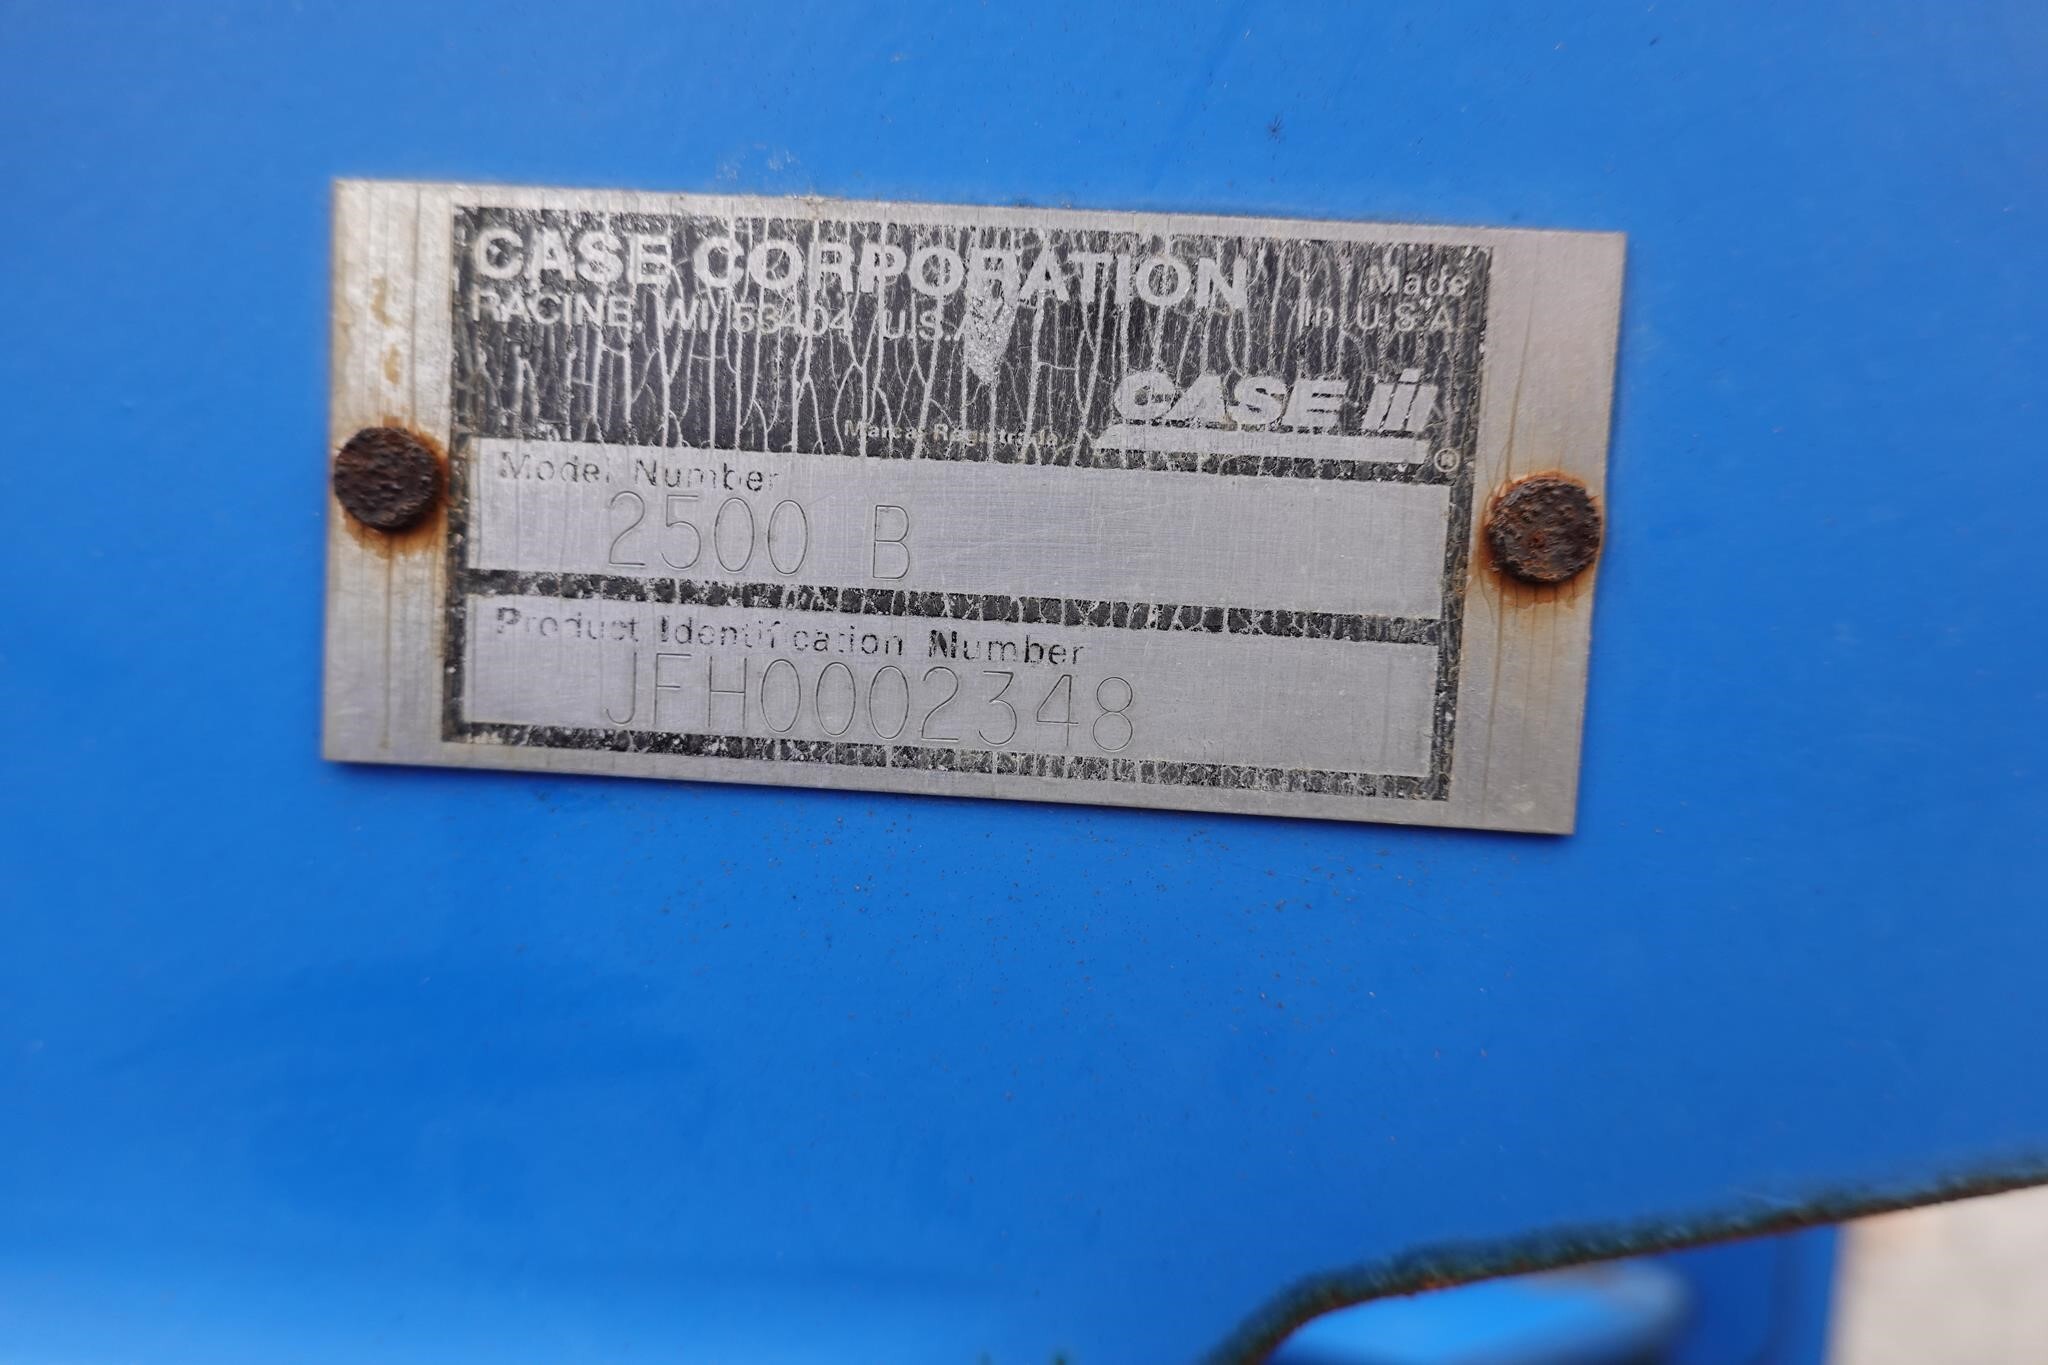 CASE CORPORATION
RACINE, WI 53404 U.S.A.
Made
In U.S.A.
CASE IH
Marca Registrada
®
Model Number
2500 B
Product Identification Number
JFH0002348